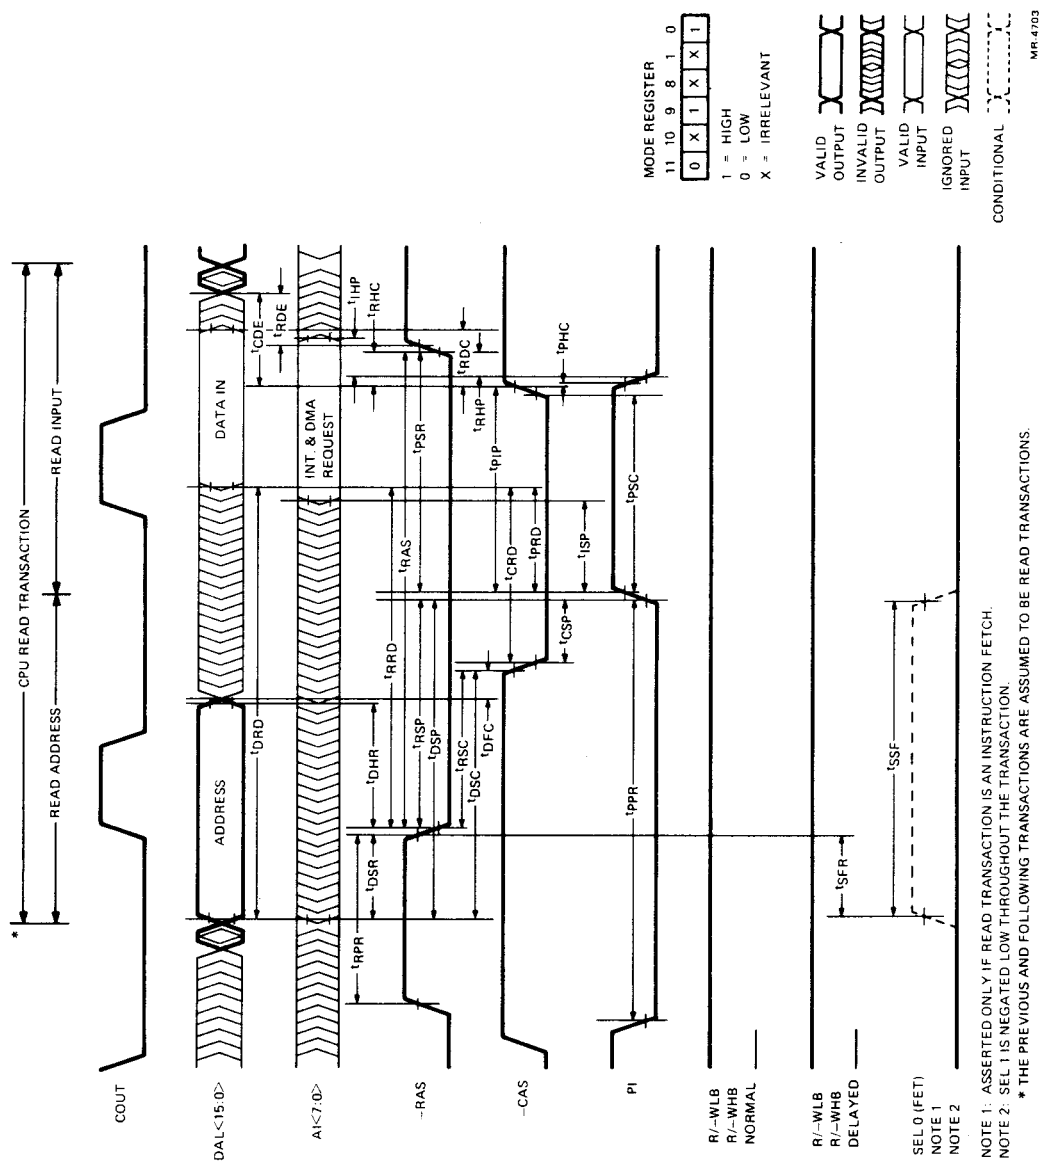 *
CPU READ TRANSACTION
READ ADDRESS
READ INPUT
COUT
DAL<15:0>
ADDRESS
DATA IN
tCDE
tRDE
tDRD
AI<7:0>
INT. & DMA
REQUEST
tIHP
tRHC
tRPR
tDSR
tDHR
tRRD
tRAS
tPSR
~RAS
tRSP
tDSP
tRDC
tRHP
tPIP
tRSC
tDSC
tDFC
tCRD
tPRD
tPHC
~CAS
tCSP
tISP
PI
tPPR
tPSC
R/~WLB
R/~WHB
NORMAL
R/~WLB
R/~WHB
DELAYED
tSFR
SEL 0 (FET)
NOTE 1
NOTE 2
tSSF
NOTE 1: ASSERTED ONLY IF READ TRANSACTION IS AN INSTRUCTION FETCH.
NOTE 2: SEL 1 IS NEGATED LOW THROUGHOUT THE TRANSACTION.
* THE PREVIOUS AND FOLLOWING TRANSACTIONS ARE ASSUMED TO BE READ TRANSACTIONS.
MODE REGISTER
11 10 9 8 1 0
0 X 1 X X 1
1 = HIGH
0 = LOW
X = IRRELEVANT
VALID
OUTPUT
INVALID
OUTPUT
VALID
INPUT
IGNORED
INPUT
CONDITIONAL
MR-4703